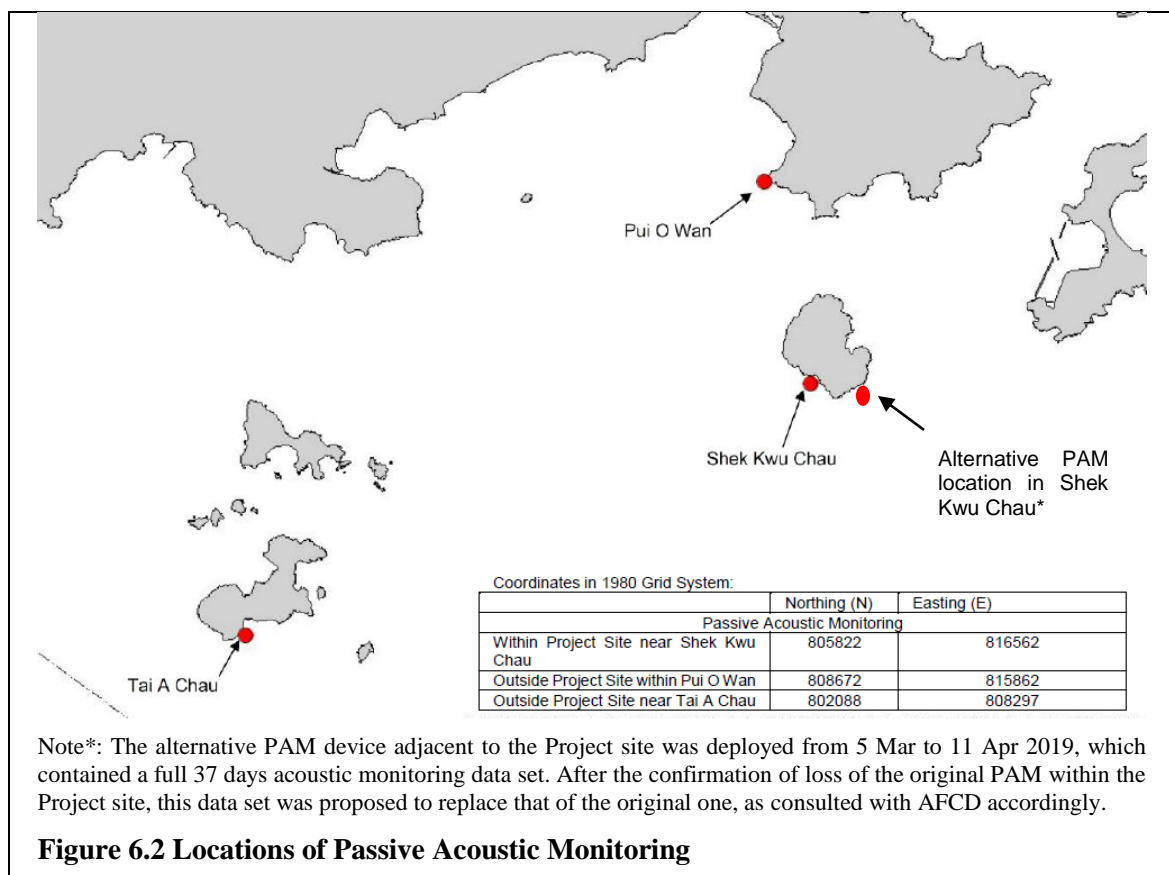 Pui O Wan
Shek Kwu Chau
Alternative PAM
location in Shek
Kwu Chau*
Tai A Chau
Coordinates in 1980 Grid System:
Northing (N) Easting (E)
Passive Acoustic Monitoring
Within Project Site near Shek Kwu 805822 816562
Chau
Outside Project Site within Pui O Wan 808672 815862
Outside Project Site near Tai A Chau 802088 808297
Note*: The alternative PAM device adjacent to the Project site was deployed from 5 Mar to 11 Apr 2019, which
contained a full 37 days acoustic monitoring data set. After the confirmation of loss of the original PAM within the
Project site, this data set was proposed to replace that of the original one, as consulted with AFCD accordingly.
Figure 6.2 Locations of Passive Acoustic Monitoring